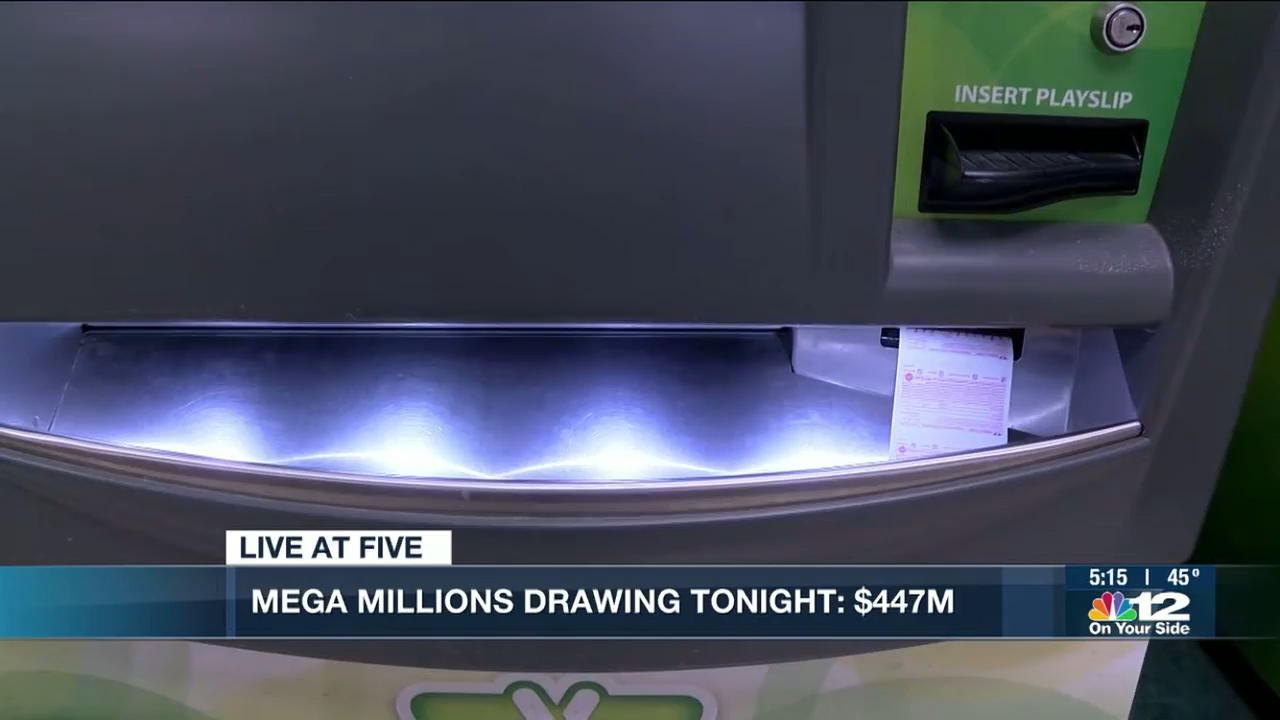 INSERT PLAYSLIP
LIVE AT FIVE
MEGA MILLIONS DRAWING TONIGHT: $447M
5:15 | 45°
12
On Your Side